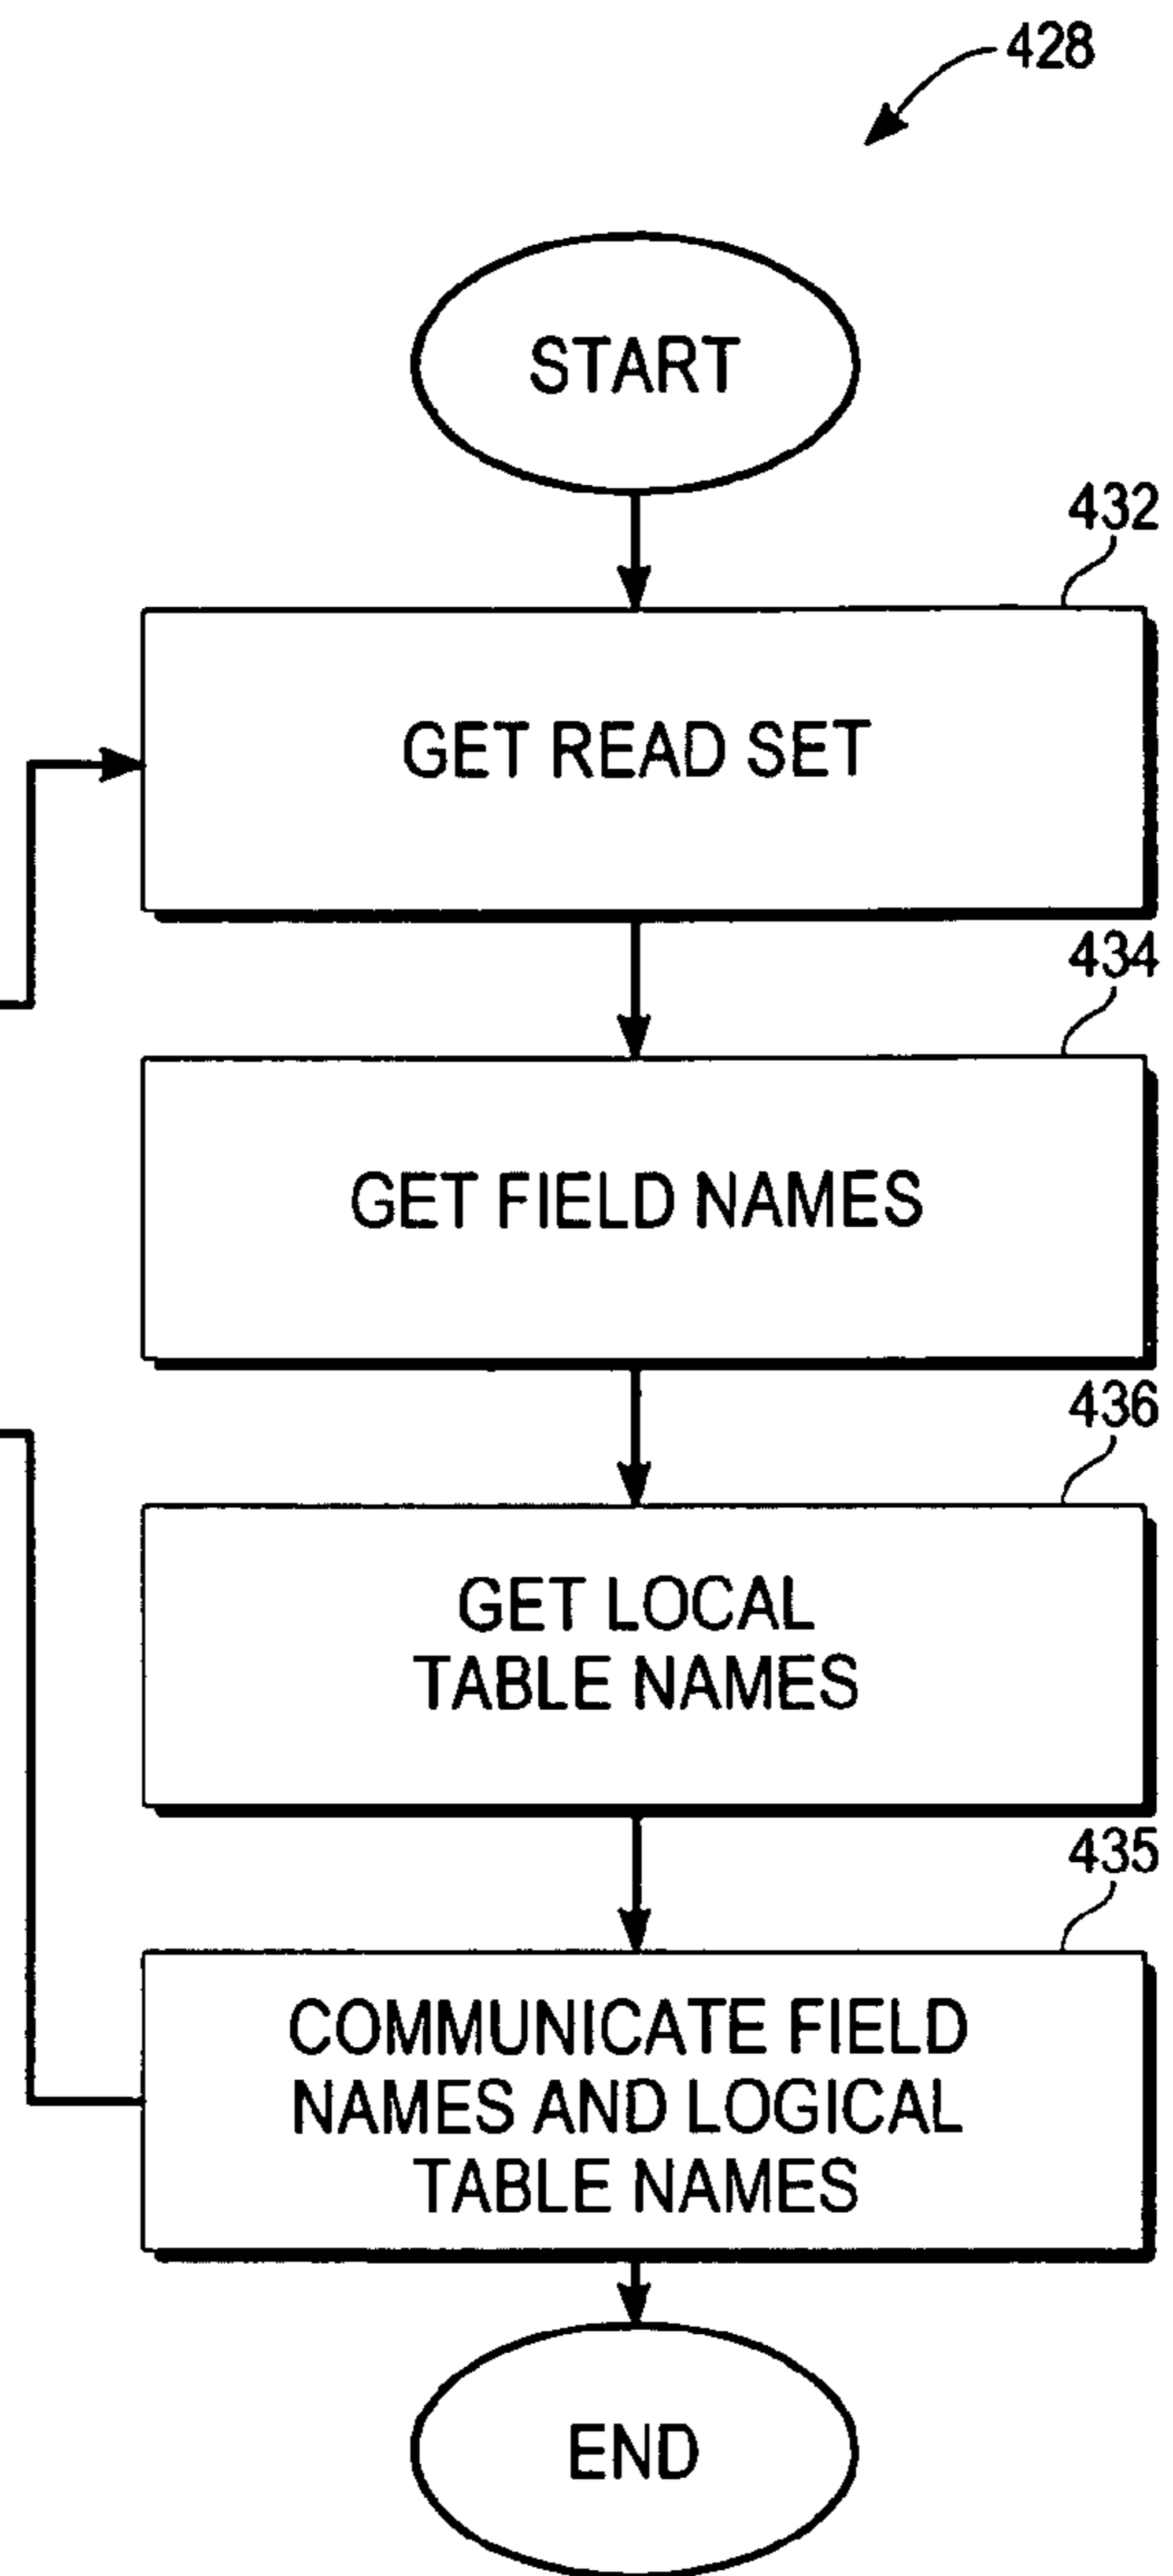 428
START
432
GET READ SET
434
GET FIELD NAMES
436
GET LOCAL
TABLE NAMES
435
COMMUNICATE FIELD
NAMES AND LOGICAL
TABLE NAMES
END